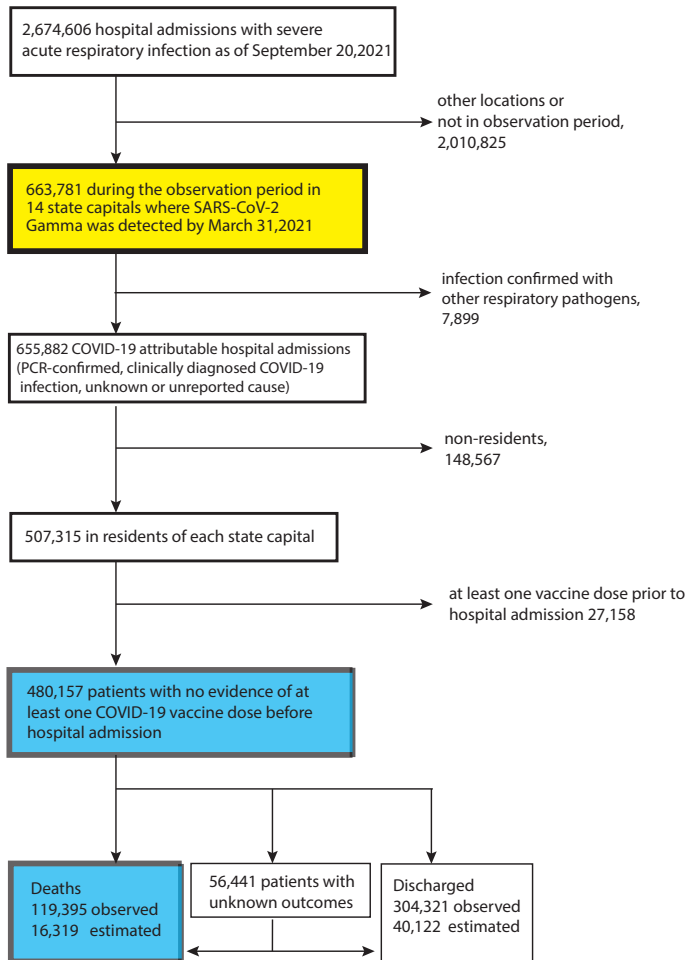 2,674,606 hospital admissions with severe
acute respiratory infection as of September 20,2021
other locations or
not in observation period,
2,010,825
663,781 during the observation period in
14 state capitals where SARS-CoV-2
Gamma was detected by March 31,2021
infection confirmed with
other respiratory pathogens,
7,899
655,882 COVID-19 attributable hospital admissions
(PCR-confirmed, clinically diagnosed COVID-19
infection, unknown or unreported cause)
non-residents,
148,567
507,315 in residents of each state capital
at least one vaccine dose prior to
hospital admission 27,158
480,157 patients with no evidence of at
least one COVID-19 vaccine dose before
hospital admission
Deaths
119,395 observed
16,319 estimated
56,441 patients with
unknown outcomes
Discharged
304,321 observed
40,122 estimated